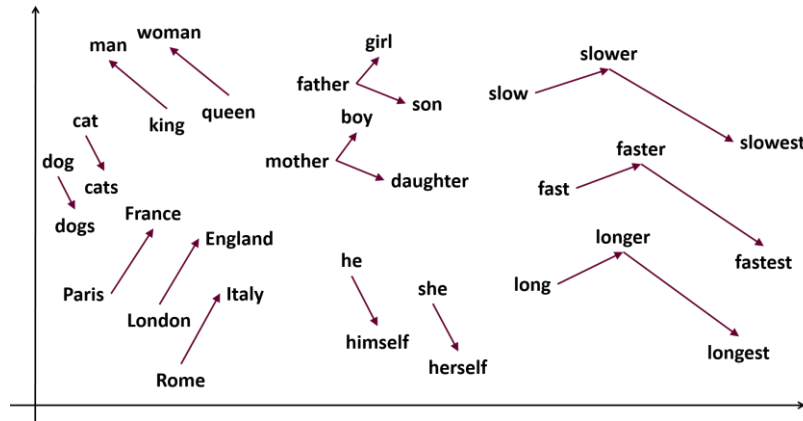 man
woman
king
queen
cat
cats
dog
dogs
France
England
Paris
London
Italy
Rome
girl
father
son
boy
mother
daughter
he
himself
she
herself
slower
slow
slowest
faster
fast
fastest
longer
long
longest